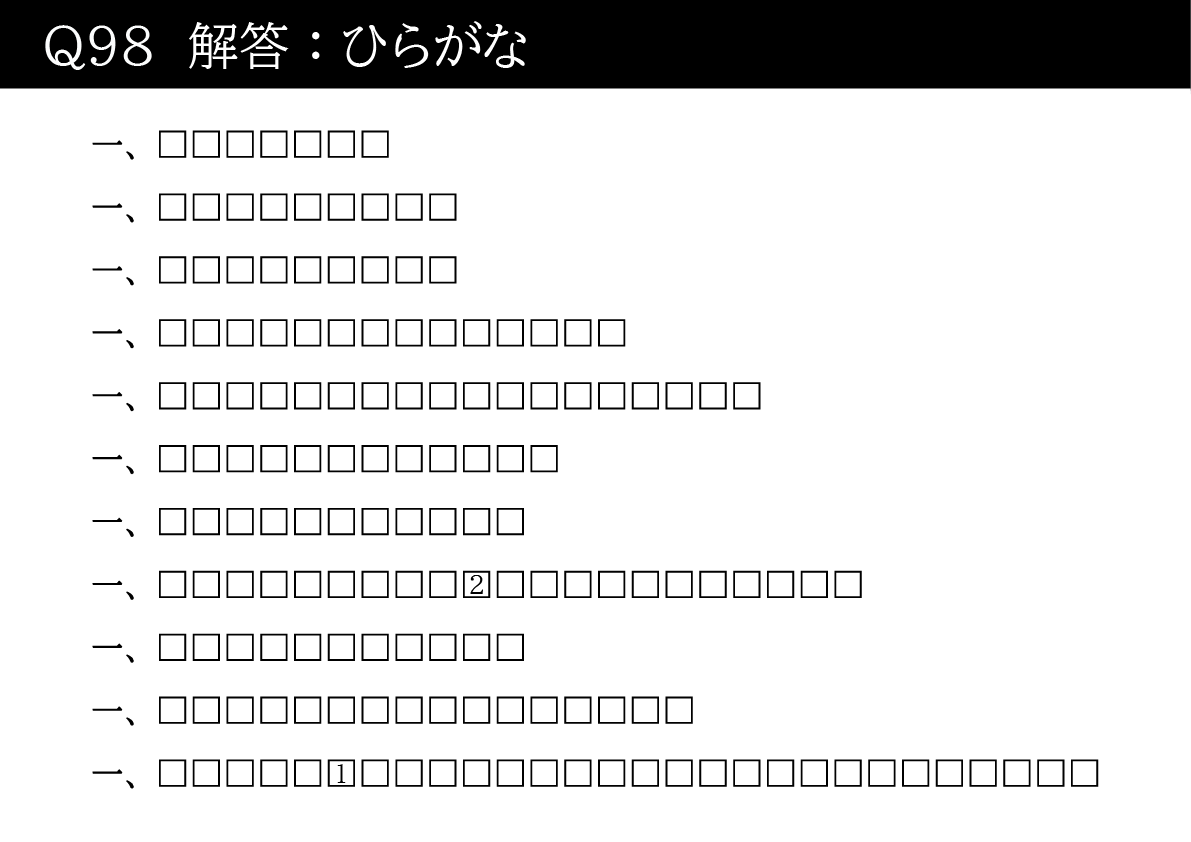 Q98 解答：ひらがな
一、□□□□□□□
一、□□□□□□□□□
一、□□□□□□□□□
一、□□□□□□□□□□□□□□
一、□□□□□□□□□□□□□□□□□□
一、□□□□□□□□□□□□
一、□□□□□□□□□□□
一、□□□□□□□□□2□□□□□□□□□□□
一、□□□□□□□□□□□
一、□□□□□□□□□□□□□□□□
一、□□□□□1□□□□□□□□□□□□□□□□□□□□□□